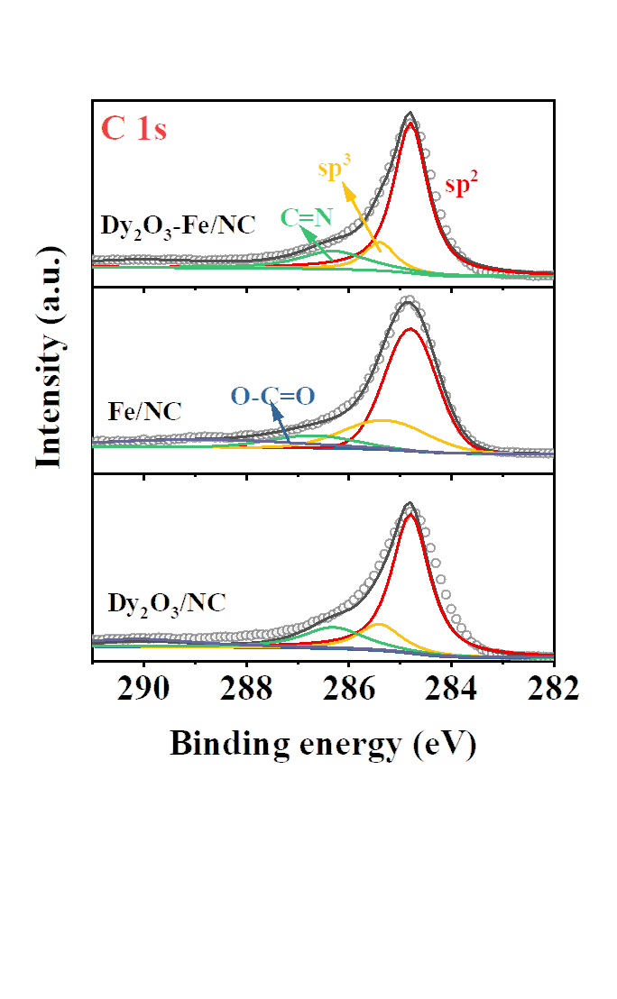 C 1s
sp³
sp²
C=N
Dy₂O₃-Fe/NC
Intensity (a.u.)
O-C=O
Fe/NC
Dy₂O₃/NC
290 288 286 284 282
Binding energy (eV)